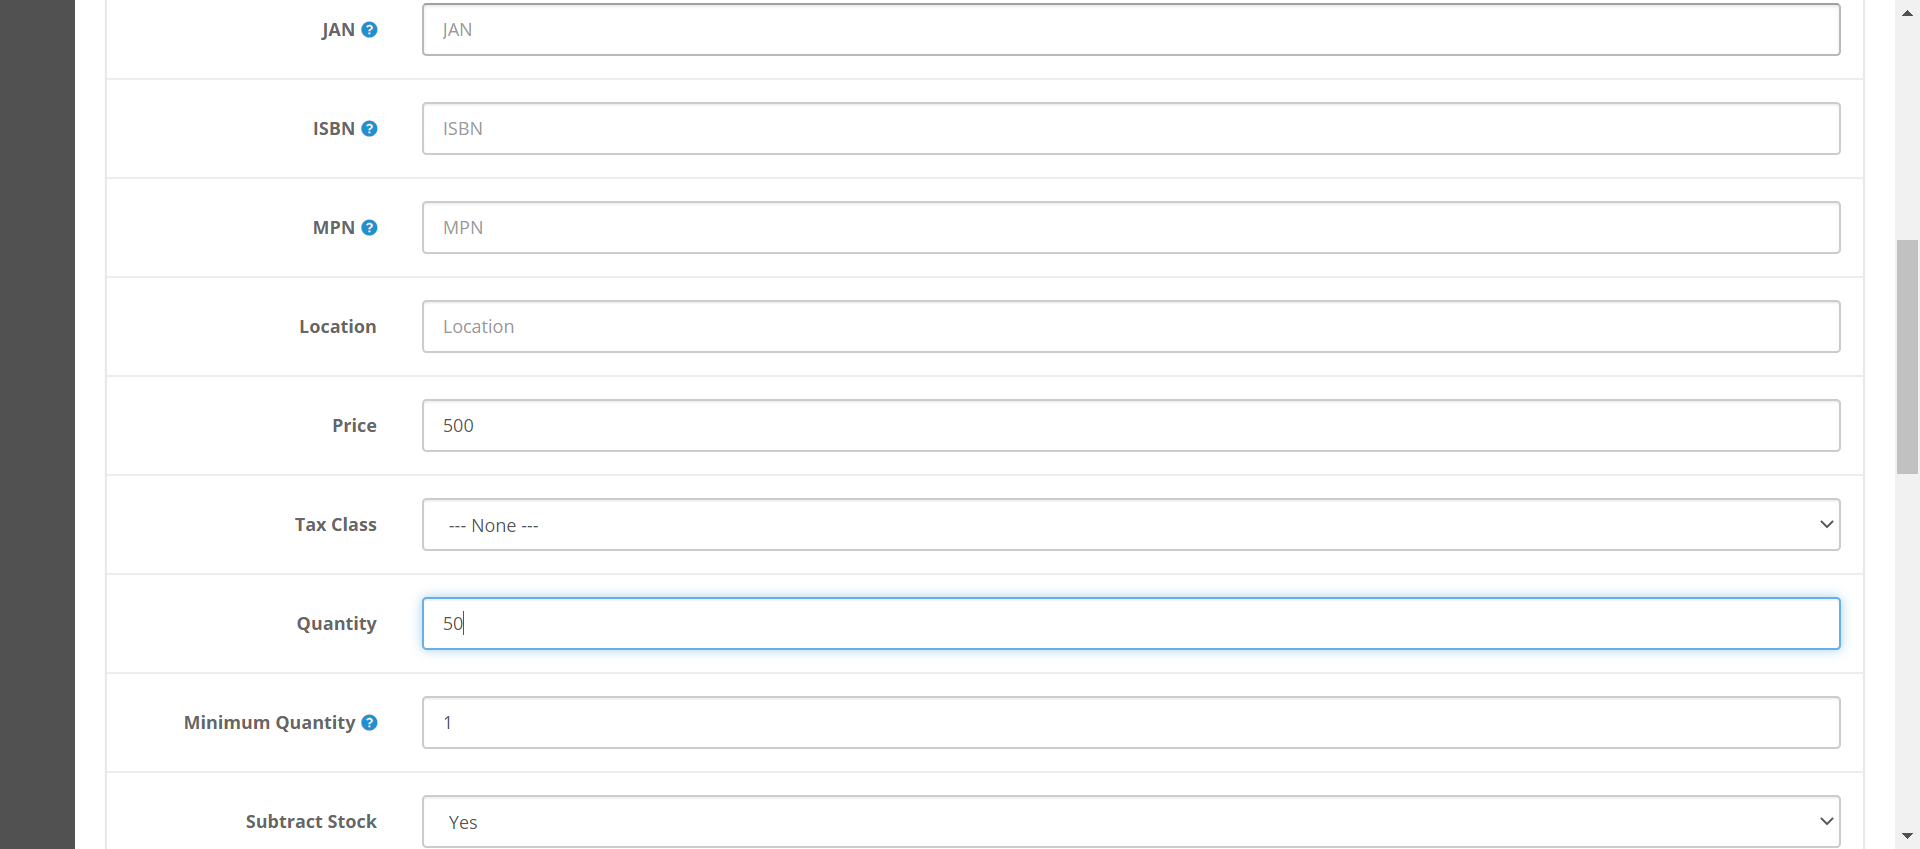 JAN ? JAN
ISBN ? ISBN
MPN ? MPN
Location Location
Price 500
Tax Class --- None ---
Quantity 50
Minimum Quantity ? 1
Subtract Stock Yes